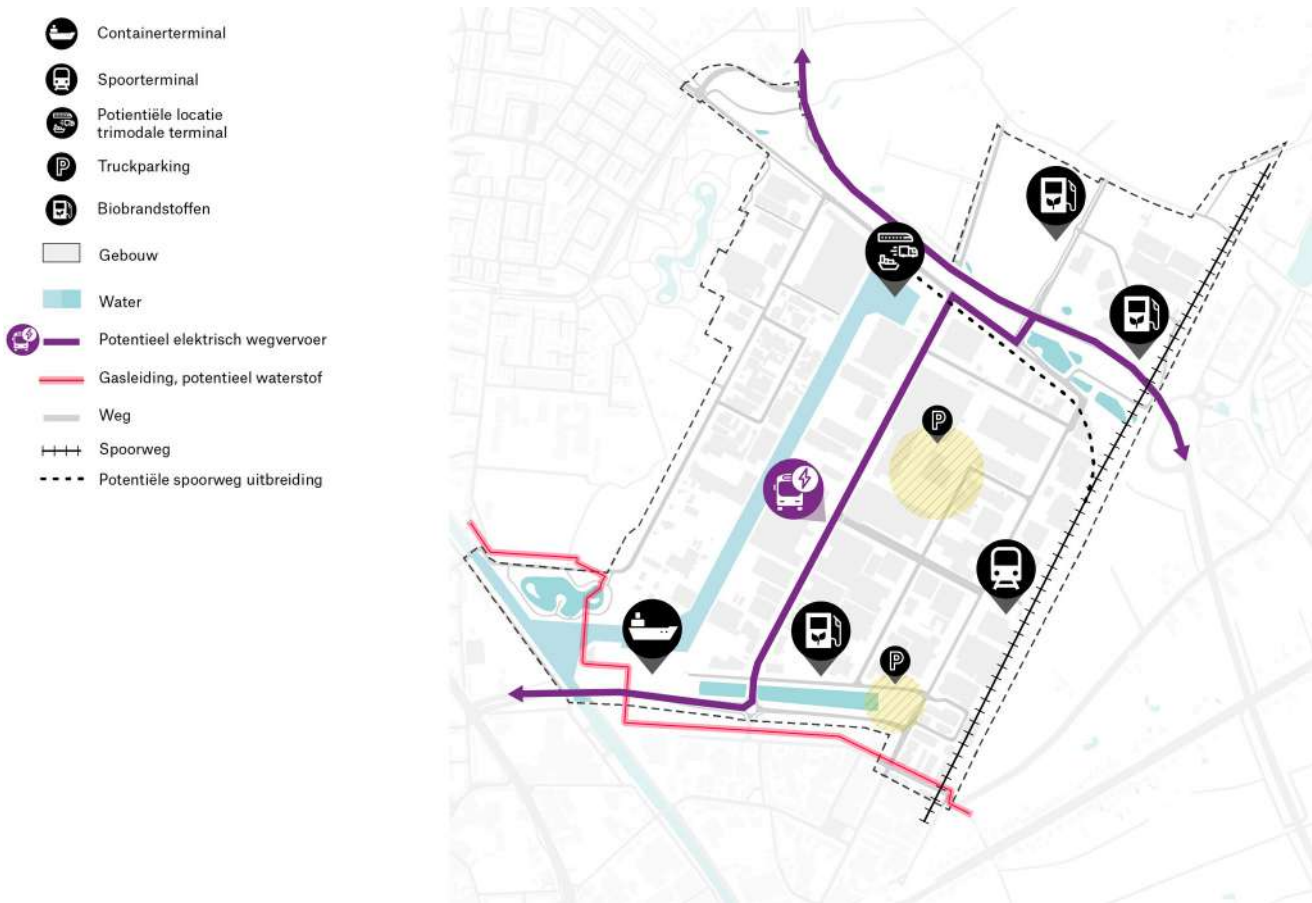 Containerterminal
Spoorterminal
Potientiële locatie
trimodale terminal
P
Truckparking
Biobrandstoffen
Gebouw
Water
Potentieel elektrisch wegvervoer
Gasleiding, potentieel waterstof
Weg
Spoorweg
Potentiële spoorweg uitbreiding
P
P